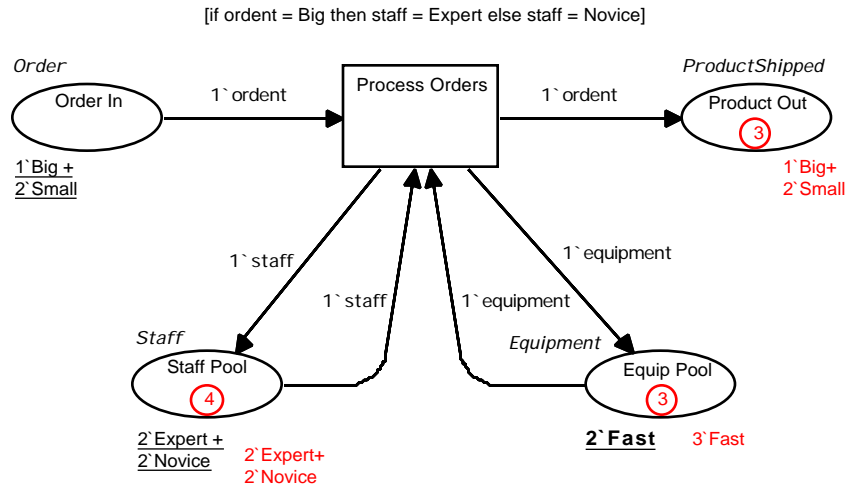 [if ordent = Big then staff = Expert else staff = Novice]
Order
ProductShipped
Order In
1`ordent
Process Orders
1`ordent
Product Out
3
1`Big +
2`Small
1`Big+
2`Small
1`staff
1`equipment
1`staff
1`equipment
Staff
Equipment
Staff Pool
4
Equip Pool
3
2`Expert +
2`Novice
2`Expert+
2`Novice
2`Fast
3`Fast